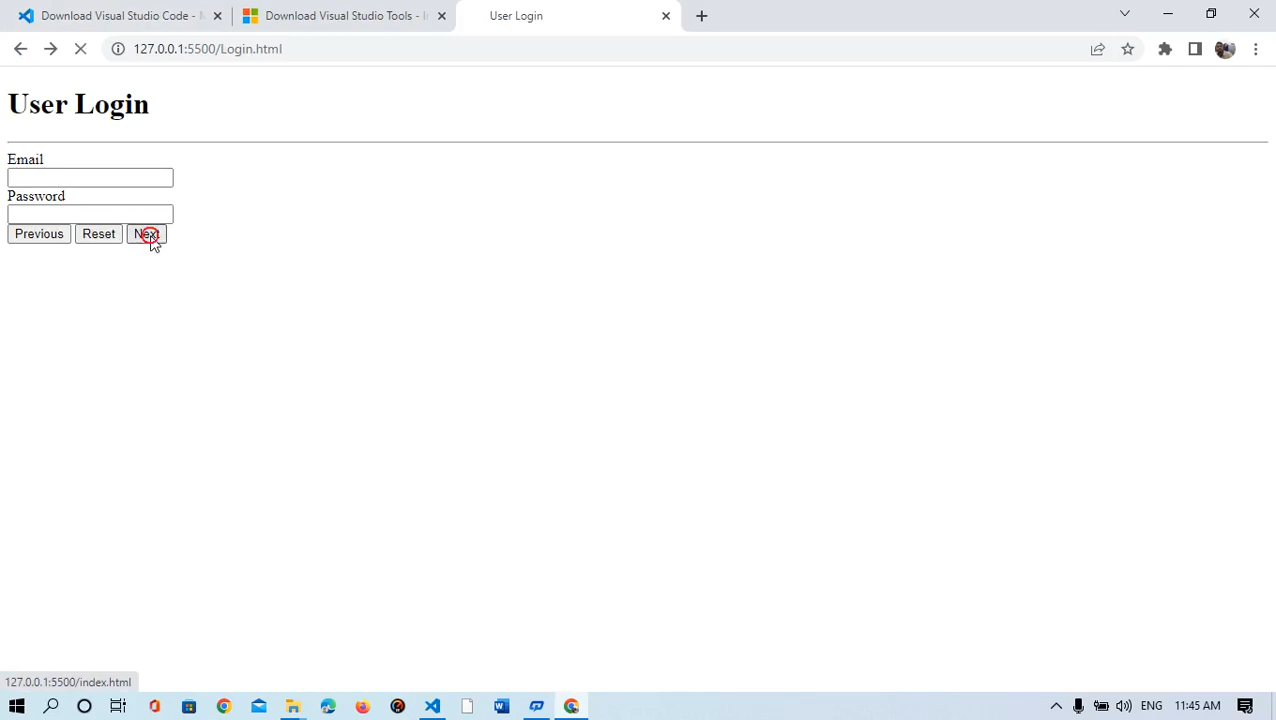 Download Visual Studio Code -
Download Visual Studio Tools -
User Login
127.0.0.1:5500/Login.html
User Login
Email
Password
Previous
Reset
Next
127.0.0.1:5500/index.html
ENG
11:45 AM